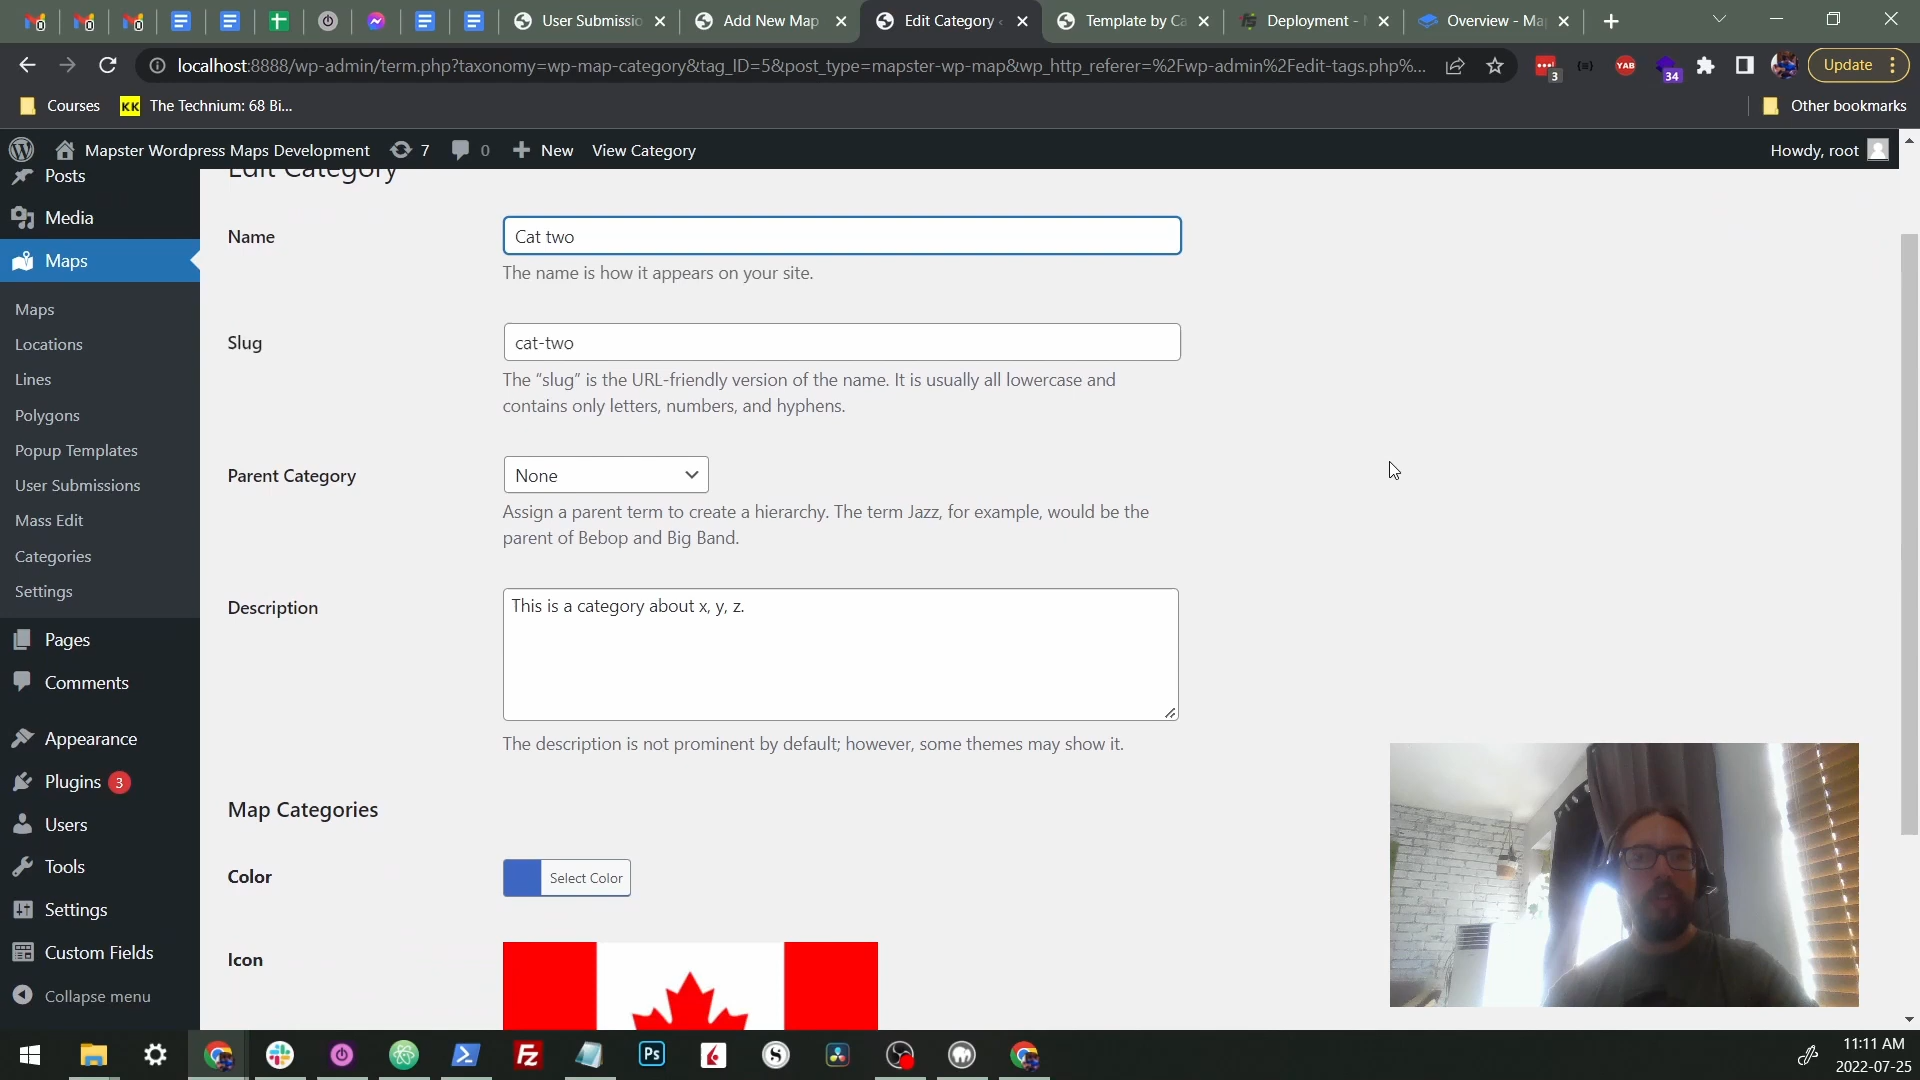 User Submissio
Add New Map
Edit Category
Template by Ca
Deployment -
Overview - Ma
localhost:8888/wp-admin/term.php?taxonomy=wp-map-category&tag_ID=5&post_type=mapster-wp-map&wp_http_referer=%2Fwp-admin%2Fedit-tags.php%...
3
YAB
34
Update
Courses
KK
The Technium: 68 Bi...
Other bookmarks
Mapster Wordpress Maps Development
7
0
New
View Category
Howdy, root
Posts
Media
Maps
Maps
Locations
Lines
Polygons
Popup Templates
User Submissions
Mass Edit
Categories
Settings
Pages
Comments
Appearance
Plugins 3
Users
Tools
Settings
Custom Fields
Collapse menu
Edit Category
Name
Cat two
The name is how it appears on your site.
Slug
cat-two
The “slug” is the URL-friendly version of the name. It is usually all lowercase and
contains only letters, numbers, and hyphens.
Parent Category
None
Assign a parent term to create a hierarchy. The term Jazz, for example, would be the
parent of Bebop and Big Band.
Description
This is a category about x, y, z.
The description is not prominent by default; however, some themes may show it.
Map Categories
Color
Select Color
Icon
Fz
Ps
S
11:11 AM
2022-07-25